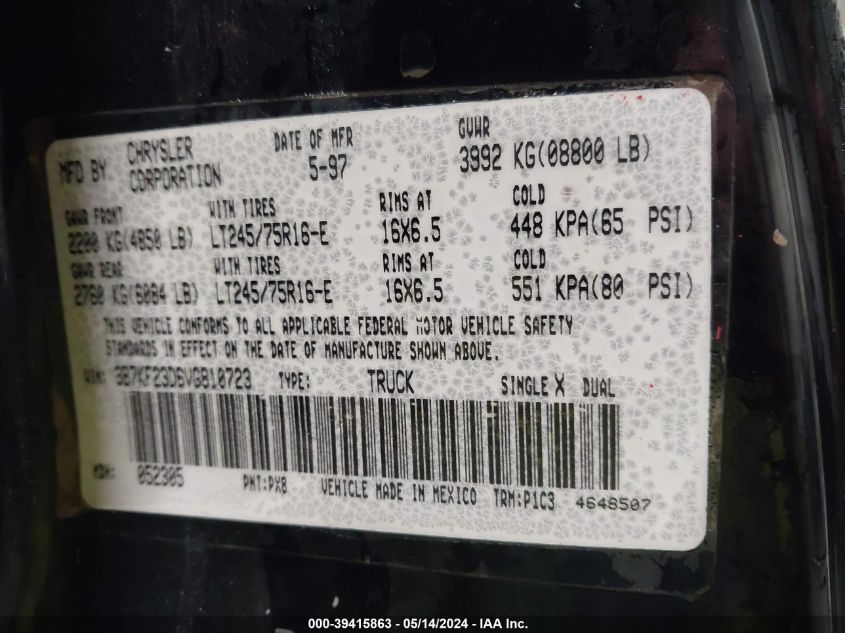 MFD BY CHRYSLER CORPORATION DATE OF MFR 5-97 GVWR 3992 KG(08800 LB)
GAWR FRONT WITH TIRES RIMS AT COLD
2200 KG(4850 LB) LT245/75R16-E 16X6.5 448 KPA(65 PSI)
GAWR REAR WITH TIRES RIMS AT COLD
2760 KG(6084 LB) LT245/75R16-E 16X6.5 551 KPA(80 PSI)
THIS VEHICLE CONFORMS TO ALL APPLICABLE FEDERAL MOTOR VEHICLE SAFETY
STANDARDS IN EFFECT ON THE DATE OF MANUFACTURE SHOWN ABOVE.
VIN: 3B7KF23D6VG810723 TYPE: TRUCK SINGLE X DUAL
MDH: 052305 PNT:PX8 VEHICLE MADE IN MEXICO TRM:P1C3 4648507
000-39415863 - 05/14/2024 - IAA Inc.